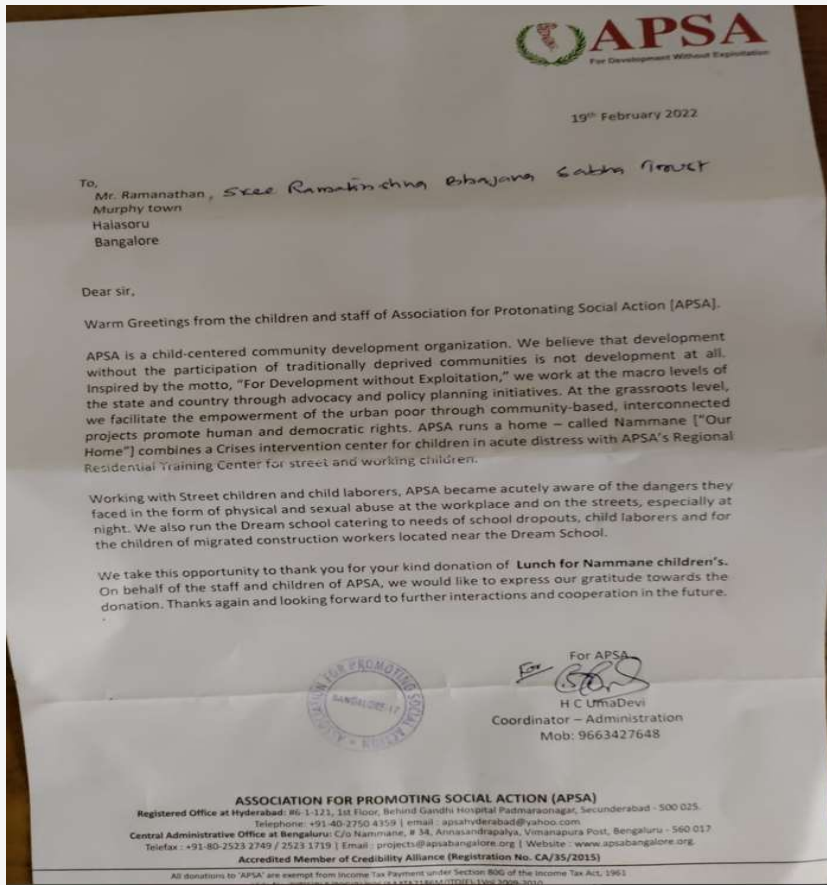 APSA
For Development Without Exploitation
19th February 2022
To,
Mr. Ramanathan, Sree Ramakrishna Bhajana Sabha Trust
Murphy town
Halasoru
Bangalore
Dear sir,
Warm Greetings from the children and staff of Association for Protonating Social Action [APSA].
APSA is a child-centered community development organization. We believe that development
without the participation of traditionally deprived communities is not development at all.
Inspired by the motto, "For Development without Exploitation," we work at the macro levels of
the state and country through advocacy and policy planning initiatives. At the grassroots level,
we facilitate the empowerment of the urban poor through community-based, interconnected
projects promote human and democratic rights. APSA runs a home – called Nammane ["Our
Home"] combines a Crises intervention center for children in acute distress with APSA's Regional
Residential Training Center for street and working children.
Working with Street children and child laborers, APSA became acutely aware of the dangers they
faced in the form of physical and sexual abuse at the workplace and on the streets, especially at
night. We also run the Dream school catering to needs of school dropouts, child laborers and for
the children of migrated construction workers located near the Dream School.
We take this opportunity to thank you for your kind donation of Lunch for Nammane children's.
On behalf of the staff and children of APSA, we would like to express our gratitude towards the
donation. Thanks again and looking forward to further interactions and cooperation in the future.
For APSA
For
H C UmaDevi
Coordinator – Administration
Mob: 9663427648
ASSOCIATION FOR PROMOTING SOCIAL ACTION
BANGALORE-17
ASSOCIATION FOR PROMOTING SOCIAL ACTION (APSA)
Registered Office at Hyderabad: #6-1-121, 1st Floor, Behind Gandhi Hospital Padmaraonagar, Secunderabad - 500 025.
Telephone: +91-40-2750 4359 | email : apsahyderabad@yahoo.com
Central Administrative Office at Bengaluru: C/o Nammane, # 34, Annasandrapalya, Vimanapura Post, Bengaluru - 560 017
Telefax : +91-80-2523 2749 / 2523 1719 | Email : projects@apsabangalore.org | Website : www.apsabangalore.org
Accredited Member of Credibility Alliance (Registration No. CA/35/2015)
All donations to 'APSA' are exempt from Income Tax Payment under Section 80G of the Income Tax Act, 1961